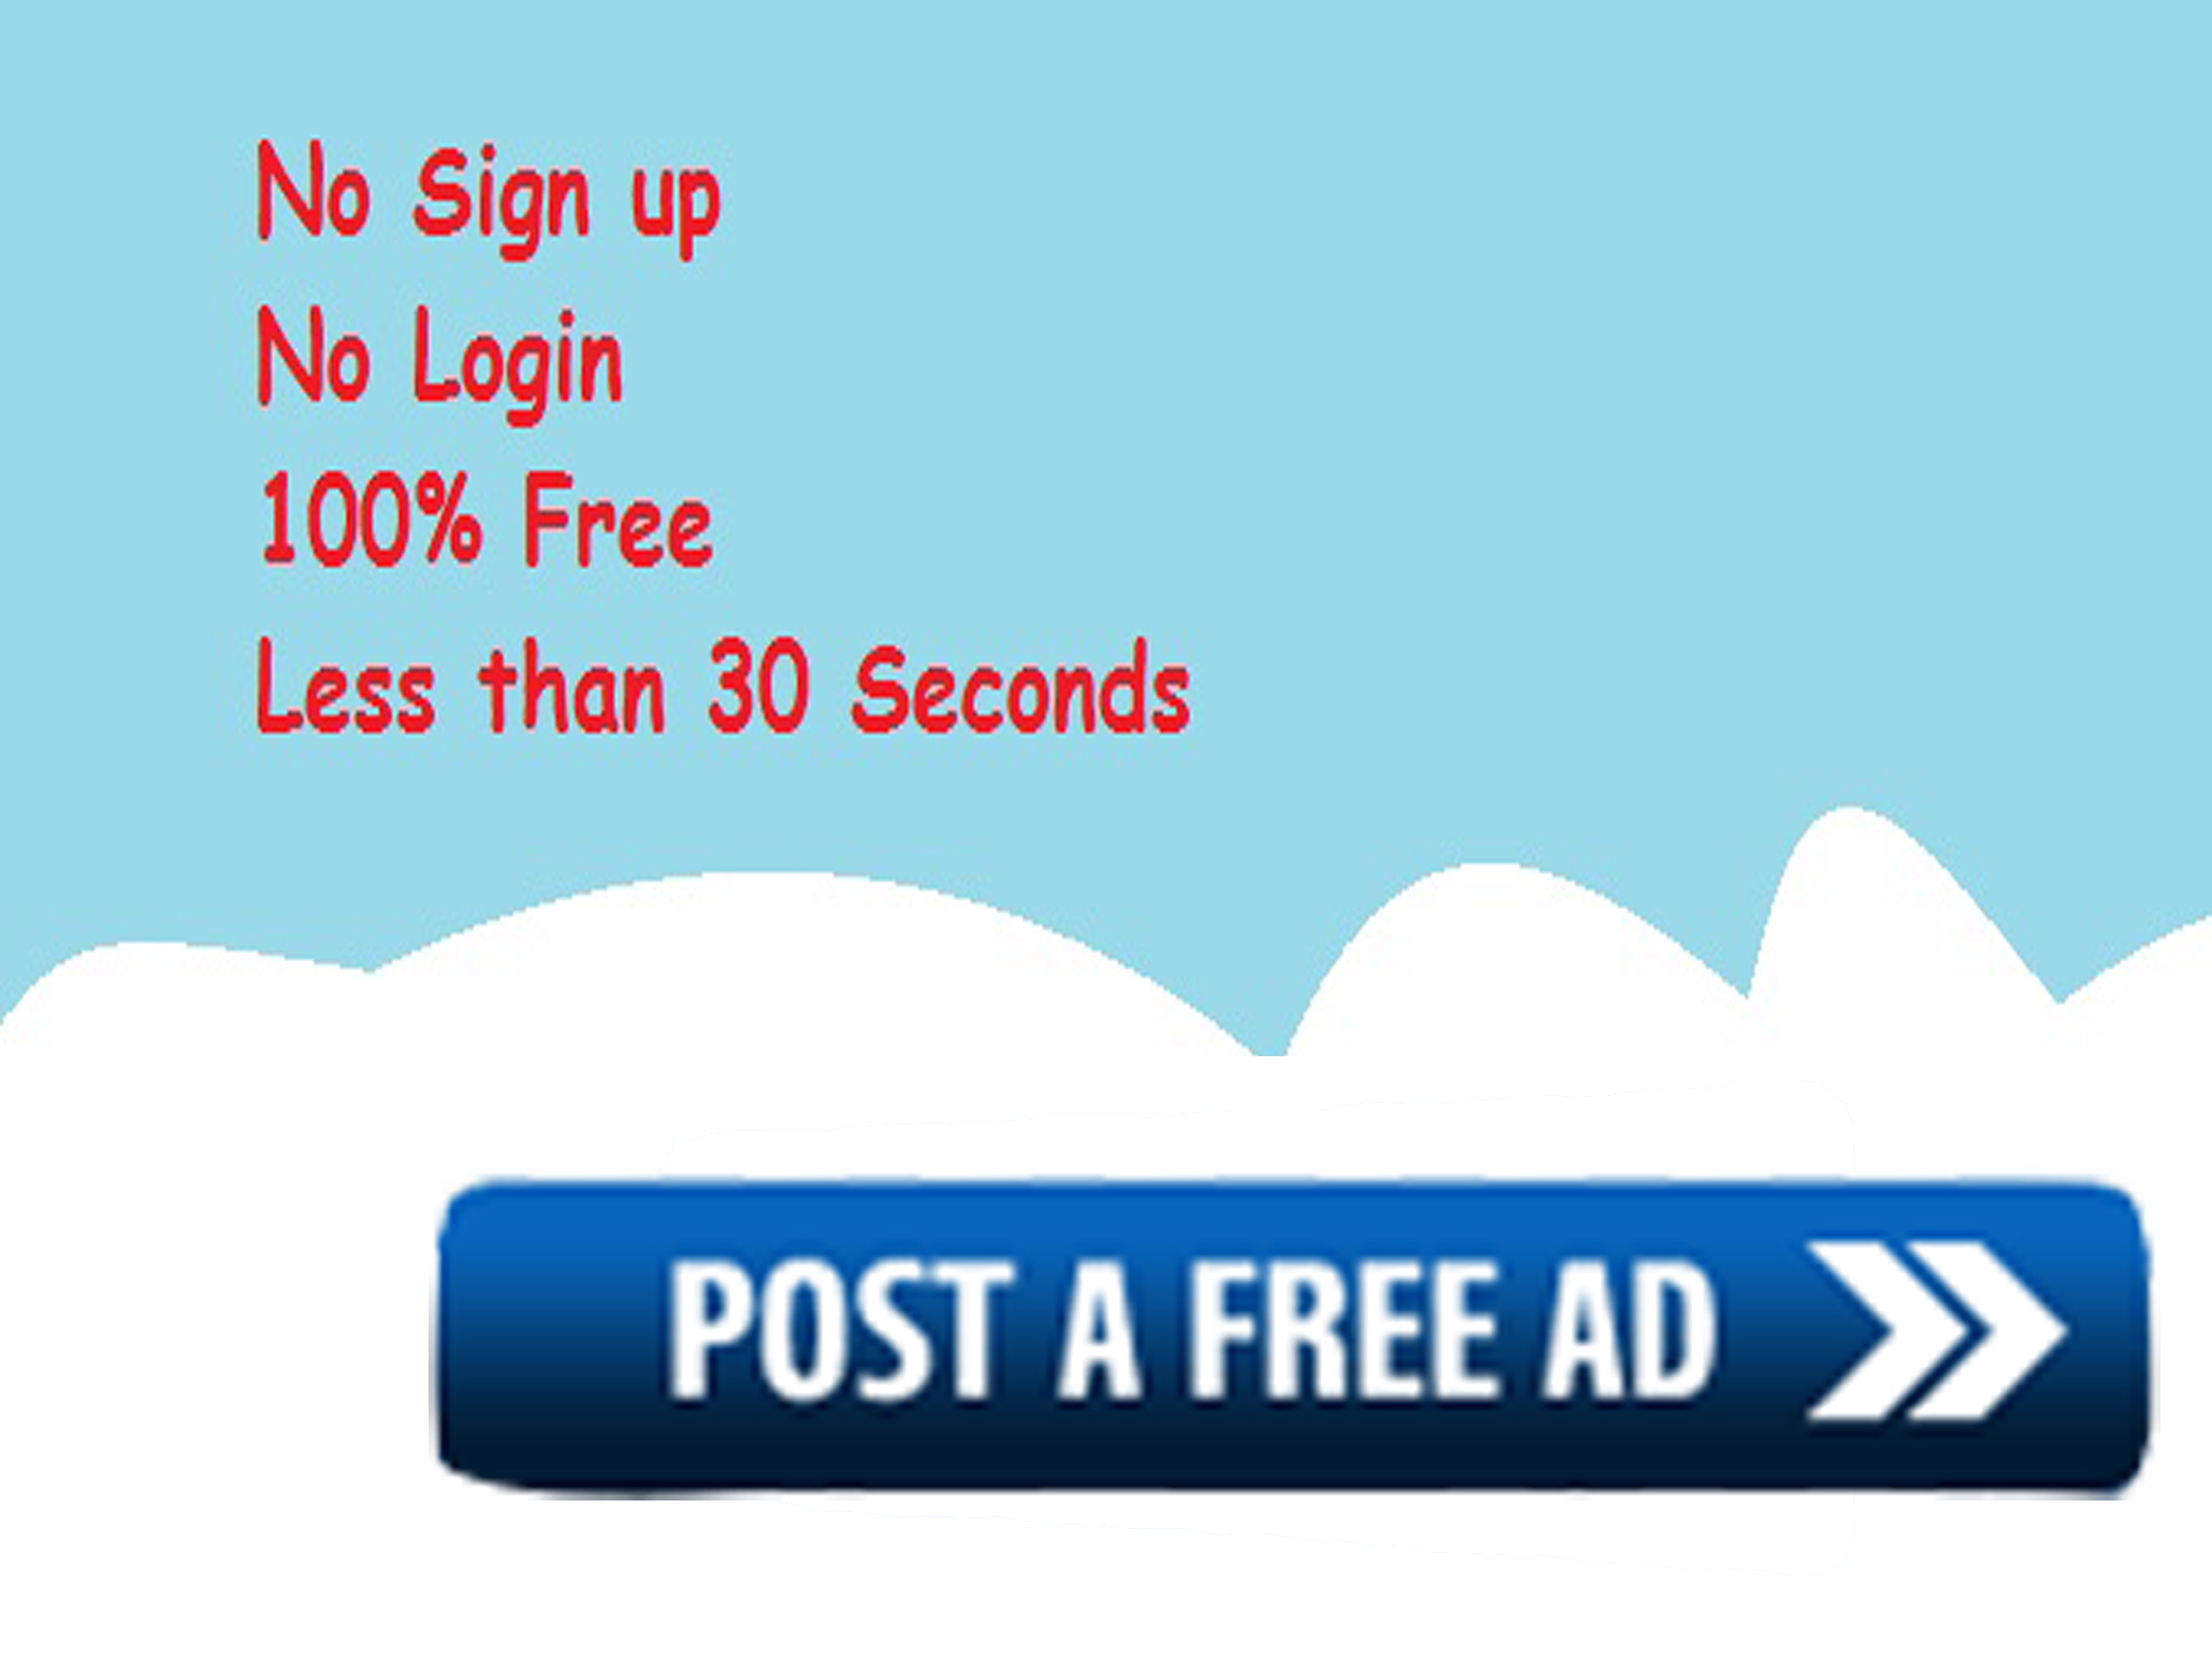 No Sign up
No Login
100% Free
Less than 30 Seconds
POST A FREE AD